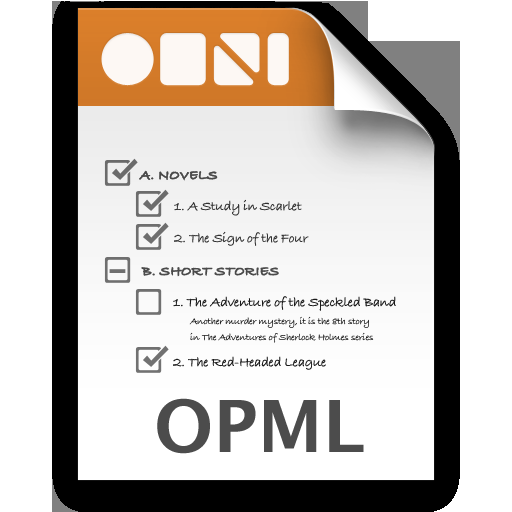 OMNI
A. NOVELS
1. A Study in Scarlet
2. The Sign of the Four
B. SHORT STORIES
1. The Adventure of the Speckled Band
Another murder mystery, it is the 8th story
in The Adventures of Sherlock Holmes series
2. The Red-Headed League
OPML